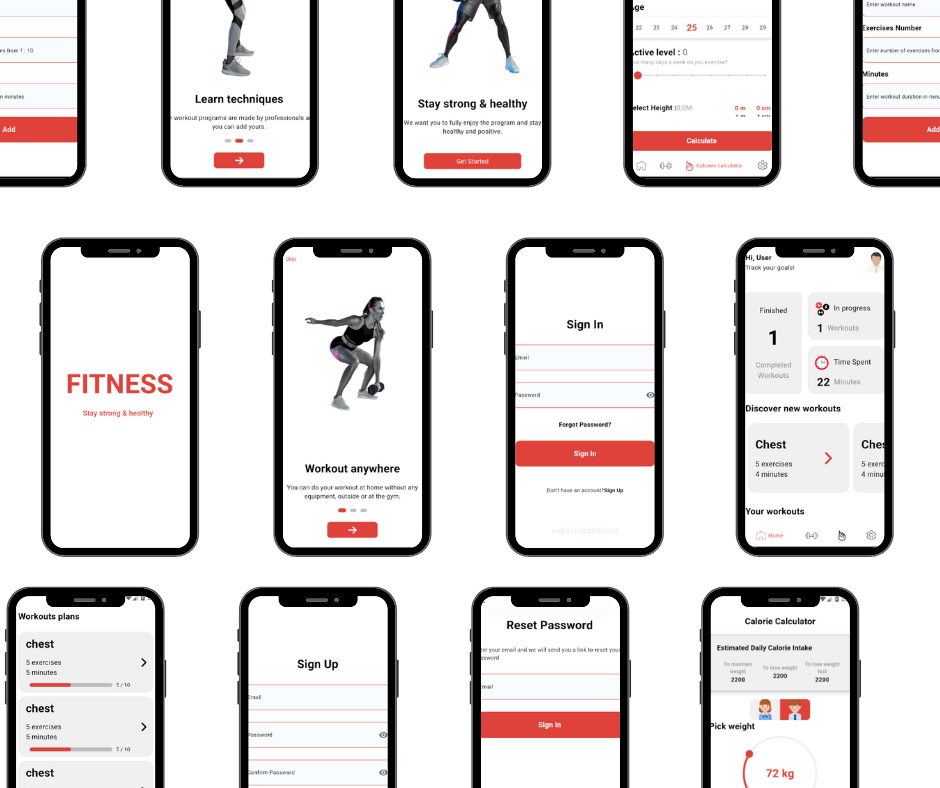 es from 1 : 10
n minutes
Add
Learn techniques
workout programs are made by professionals a
you can add yours.
Stay strong & healthy
We want you to fully enjoy the program and stay
healthy and positive.
Get Started
ge
22 23 24 25 26 27 28 29
ctive level : 0
ow many days a week do you exercise?
elect Height :0,0M
0 m 0 cm
1 m 1 cm
Calculate
Calories calculator
Enter workout name
Exercises Number
Enter number of exercises from
Minutes
Enter workout duration in minu
Add
FITNESS
Stay strong & healthy
Skip
Workout anywhere
You can do your workout at home without any
equipment, outside or at the gym.
Sign In
Email
Password
Forgot Password?
Sign In
Don't have an account?Sign Up
@REALLYGREATSITE
Hi, User
Track your goals!
Finished
1
Completed
Workouts
In progress
1 Workouts
Time Spent
22 Minutes
Discover new workouts
Chest
5 exercises
4 minutes
Ches
5 exerc
4 minu
Your workouts
Home
Workouts plans
chest
5 exercises
5 minutes
5 / 10
chest
5 exercises
5 minutes
5 / 10
chest
Sign Up
Email
Password
Confirm Password
Reset Password
ter your email and we will send you a link to reset your
ssword
mail
Sign In
Calorie Calculator
Estimated Daily Calorie Intake
To maintain
weight
2200
To lose weight
2200
To lose weight
fast
2200
Pick weight
72 kg